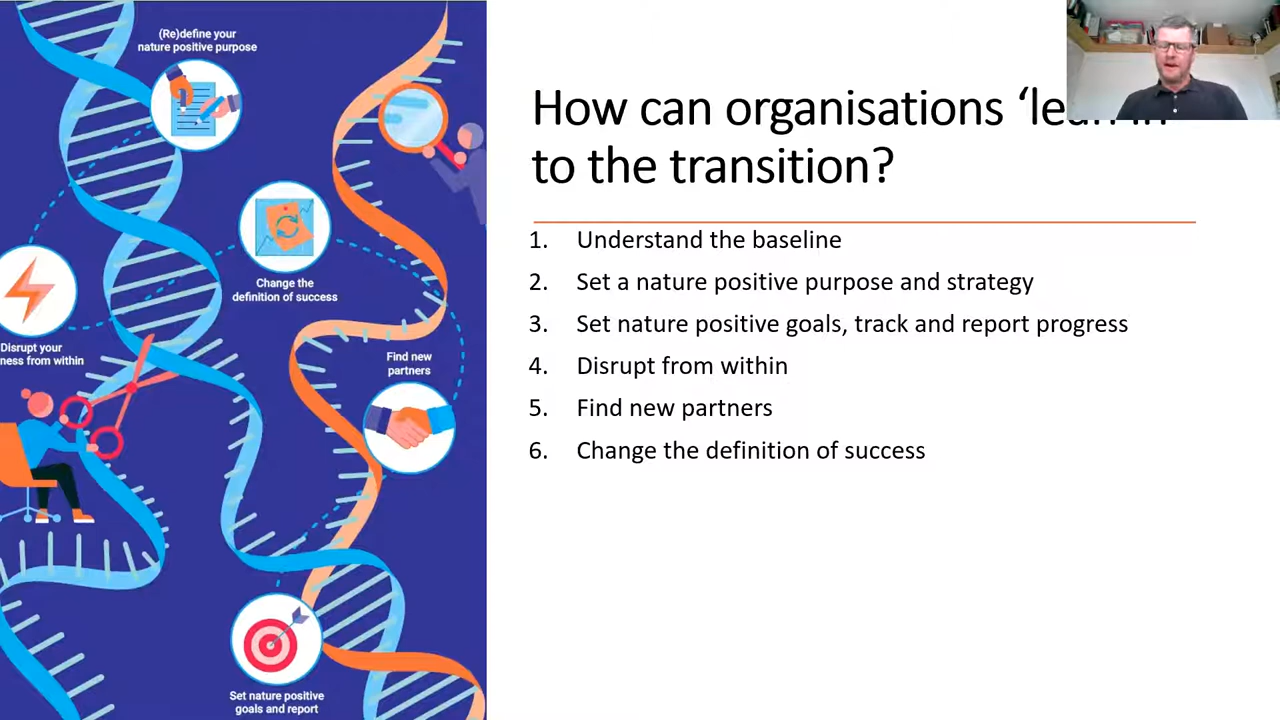 (Re)define your
nature positive purpose
Change the
definition of success
Disrupt your
ness from within
Find new
partners
Set nature positive
goals and report
How can organisations
to the transition?
1. Understand the baseline
2. Set a nature positive purpose and strategy
3. Set nature positive goals, track and report progress
4. Disrupt from within
5. Find new partners
6. Change the definition of success